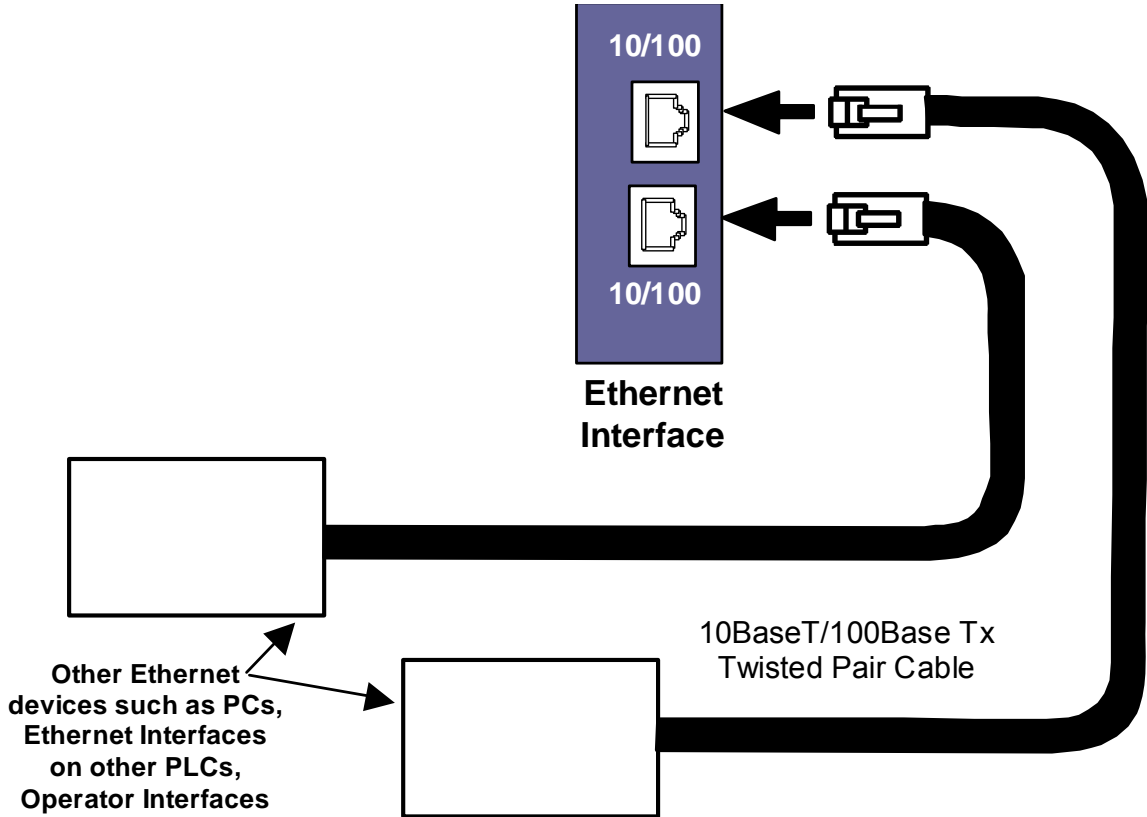 10/100
10/100
Ethernet
Interface
10BaseT/100Base Tx
Twisted Pair Cable
Other Ethernet
devices such as PCs,
Ethernet Interfaces
on other PLCs,
Operator Interfaces